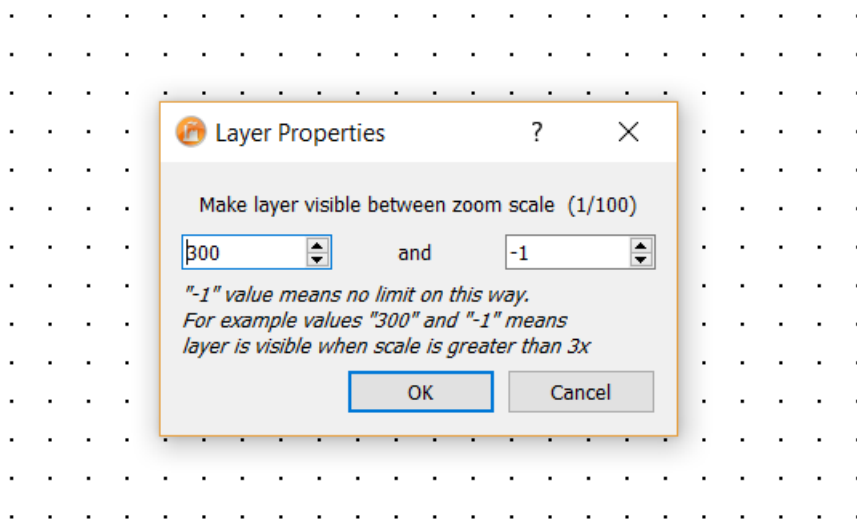 Layer Properties ?
Make layer visible between zoom scale (1/100)
300 and -1
"-1" value means no limit on this way.
For example values "300" and "-1" means
layer is visible when scale is greater than 3x
OK Cancel